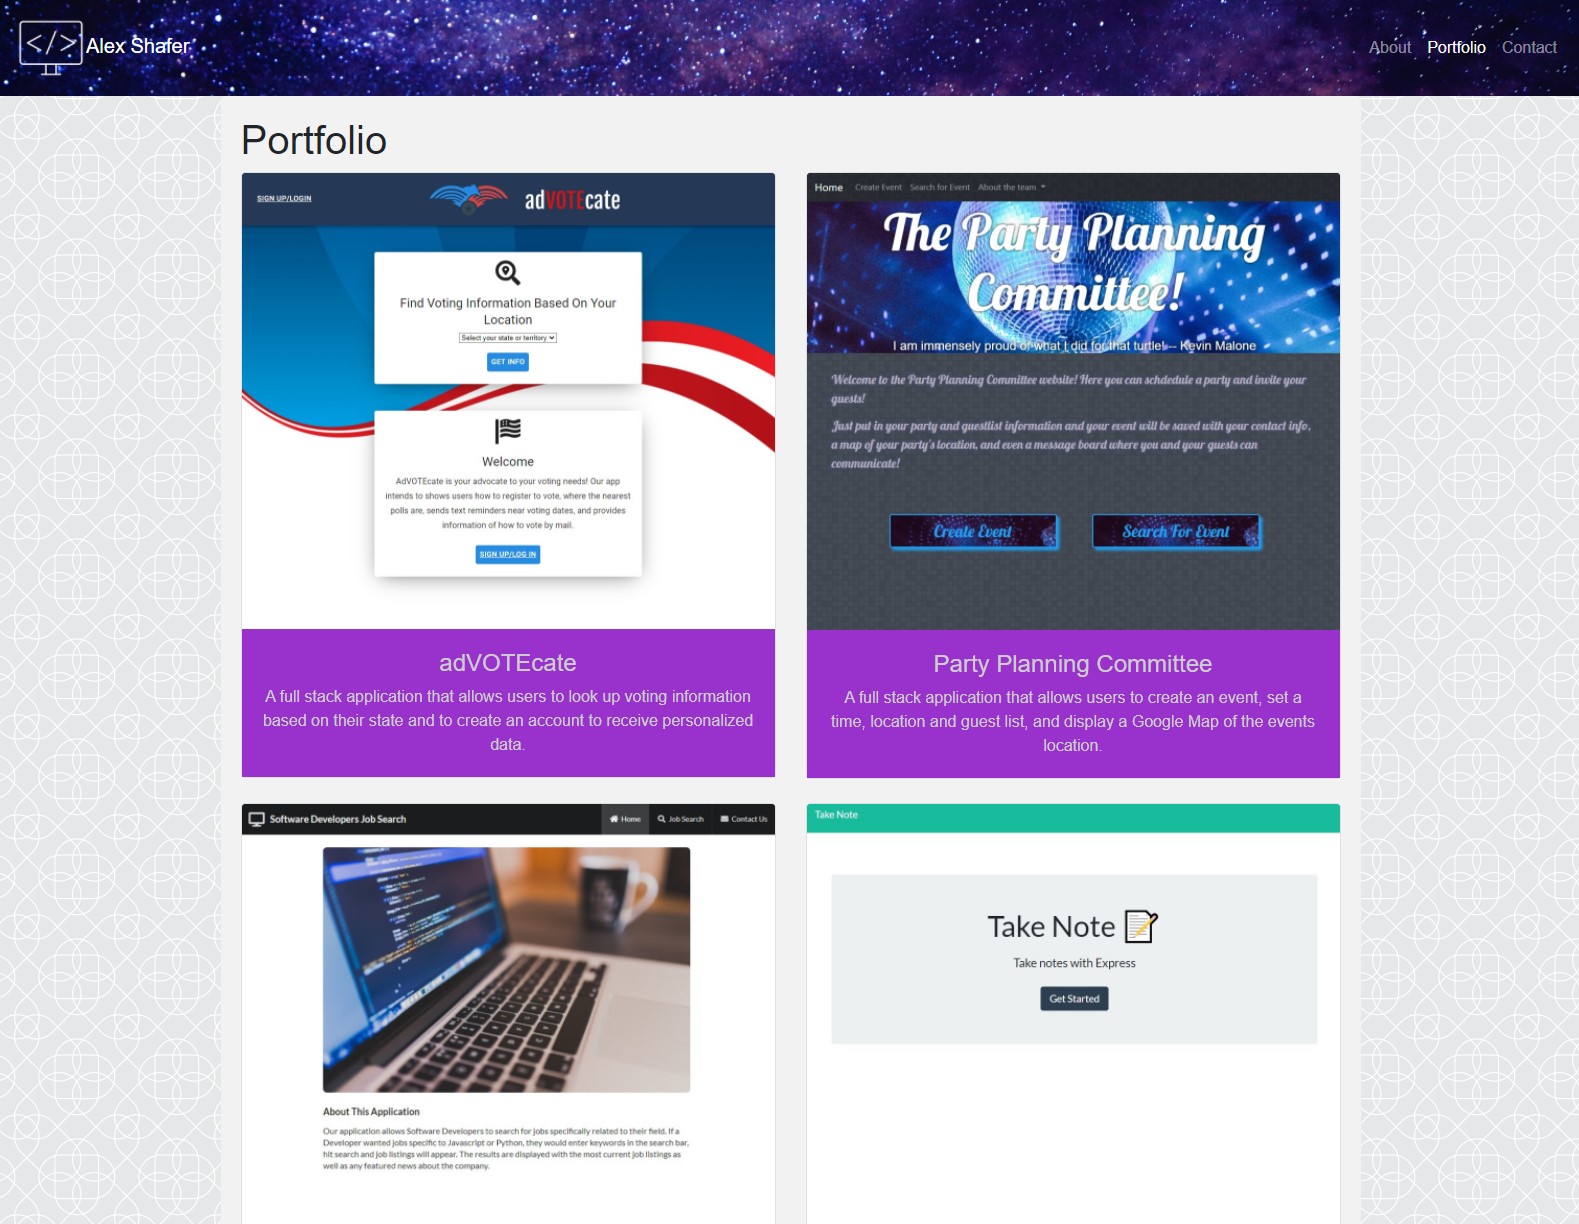 </> Alex Shafer
About Portfolio Contact
Portfolio
SIGN UP/LOGIN
adVOTEcate
Find Voting Information Based On Your
Location
Select your state or territory
GET INFO
Welcome
AdVOTEcate is your advocate to your voting needs! Our app
intends to shows users how to register to vote, where the nearest
polls are, sends text reminders near voting dates, and provides
information of how to vote by mail.
SIGN UP/LOG IN
adVOTEcate
A full stack application that allows users to look up voting information
based on their state and to create an account to receive personalized
data.
Home Create Event Search for Event About the team
The Party Planning
Committee!
I am immensely proud of what I did for that turtle! -- Kevin Malone
Welcome to the Party Planning Committee website! Here you can schdedule a party and invite your
guests!
Just put in your party and guestlist information and your event will be saved with your contact info,
a map of your party's location, and even a message board where you and your guests can
communicate!
Create Event Search For Event
Party Planning Committee
A full stack application that allows users to create an event, set a
time, location and guest list, and display a Google Map of the events
location.
Software Developers Job Search Home Job Search Contact Us
About This Application
Our application allows Software Developers to search for jobs specifically related to their field. If a
Developer wanted jobs specific to Javascript or Python, they would enter keywords in the search bar,
hit search and job listings will appear. The results are displayed with the most current job listings as
well as any featured news about the company.
Take Note
Take Note
Take notes with Express
Get Started